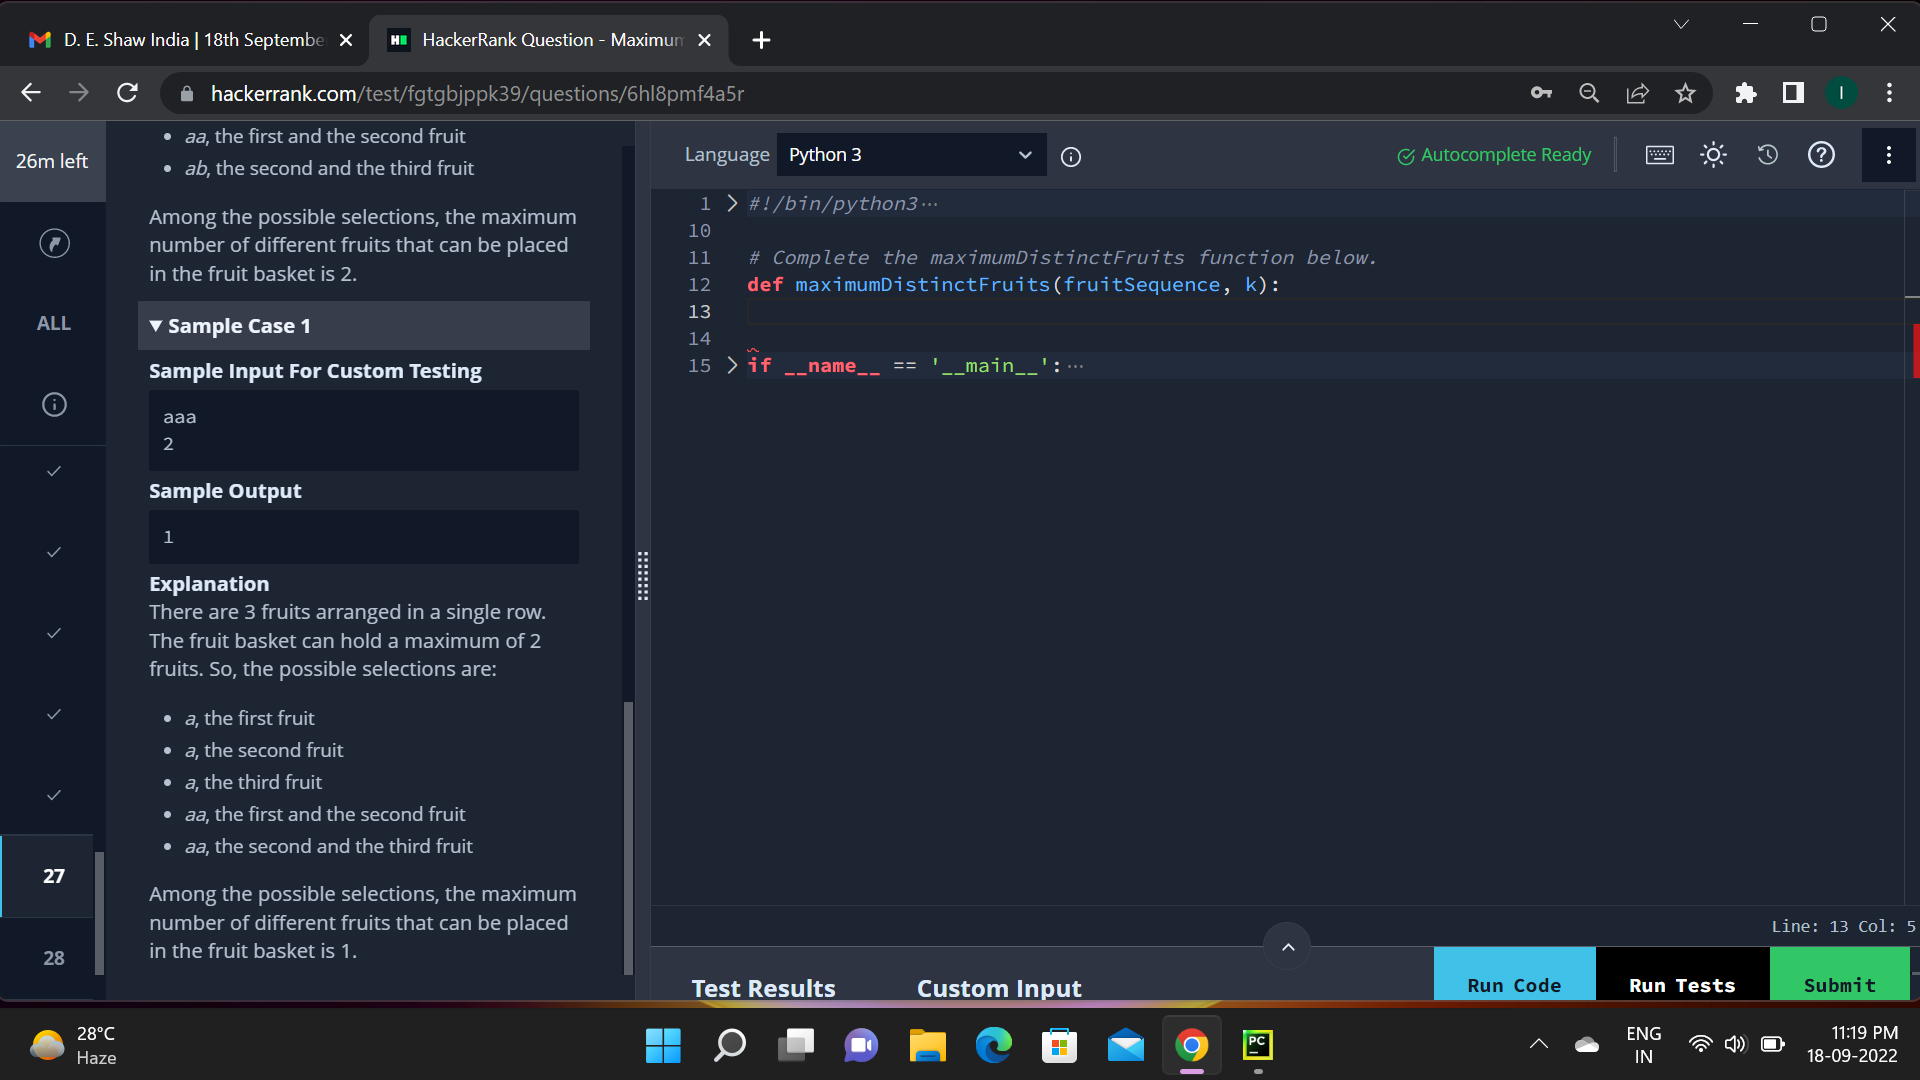 D. E. Shaw India | 18th Septembe
HackerRank Question - Maximum
hackerrank.com/test/fgtgbjppk39/questions/6hl8pmf4a5r
I
26m left
ALL
27
28
aa, the first and the second fruit
ab, the second and the third fruit
Among the possible selections, the maximum
number of different fruits that can be placed
in the fruit basket is 2.
▼ Sample Case 1
Sample Input For Custom Testing
aaa
2
Sample Output
1
Explanation
There are 3 fruits arranged in a single row.
The fruit basket can hold a maximum of 2
fruits. So, the possible selections are:
a, the first fruit
a, the second fruit
a, the third fruit
aa, the first and the second fruit
aa, the second and the third fruit
Among the possible selections, the maximum
number of different fruits that can be placed
in the fruit basket is 1.
Language Python 3
Autocomplete Ready
1 #!/bin/python3···
10
11 # Complete the maximumDistinctFruits function below.
12 def maximumDistinctFruits(fruitSequence, k):
13
14
15 if __name__ == '__main__':···
Line: 13 Col: 5
Test Results Custom Input Run Code Run Tests Submit
28°C
Haze
PC
ENG
IN
11:19 PM
18-09-2022